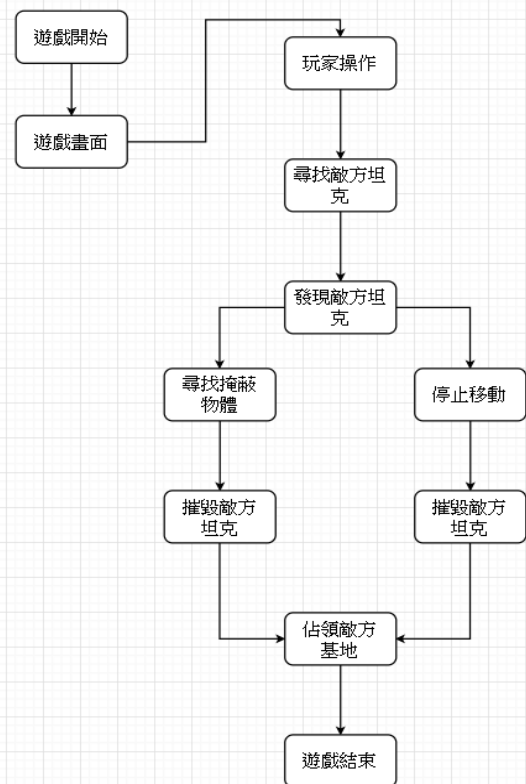 遊戲開始
玩家操作
遊戲畫面
尋找敵方坦
克
發現敵方坦
克
尋找掩蔽
物體
停止移動
摧毀敵方
坦克
摧毀敵方
坦克
佔領敵方
基地
遊戲結束